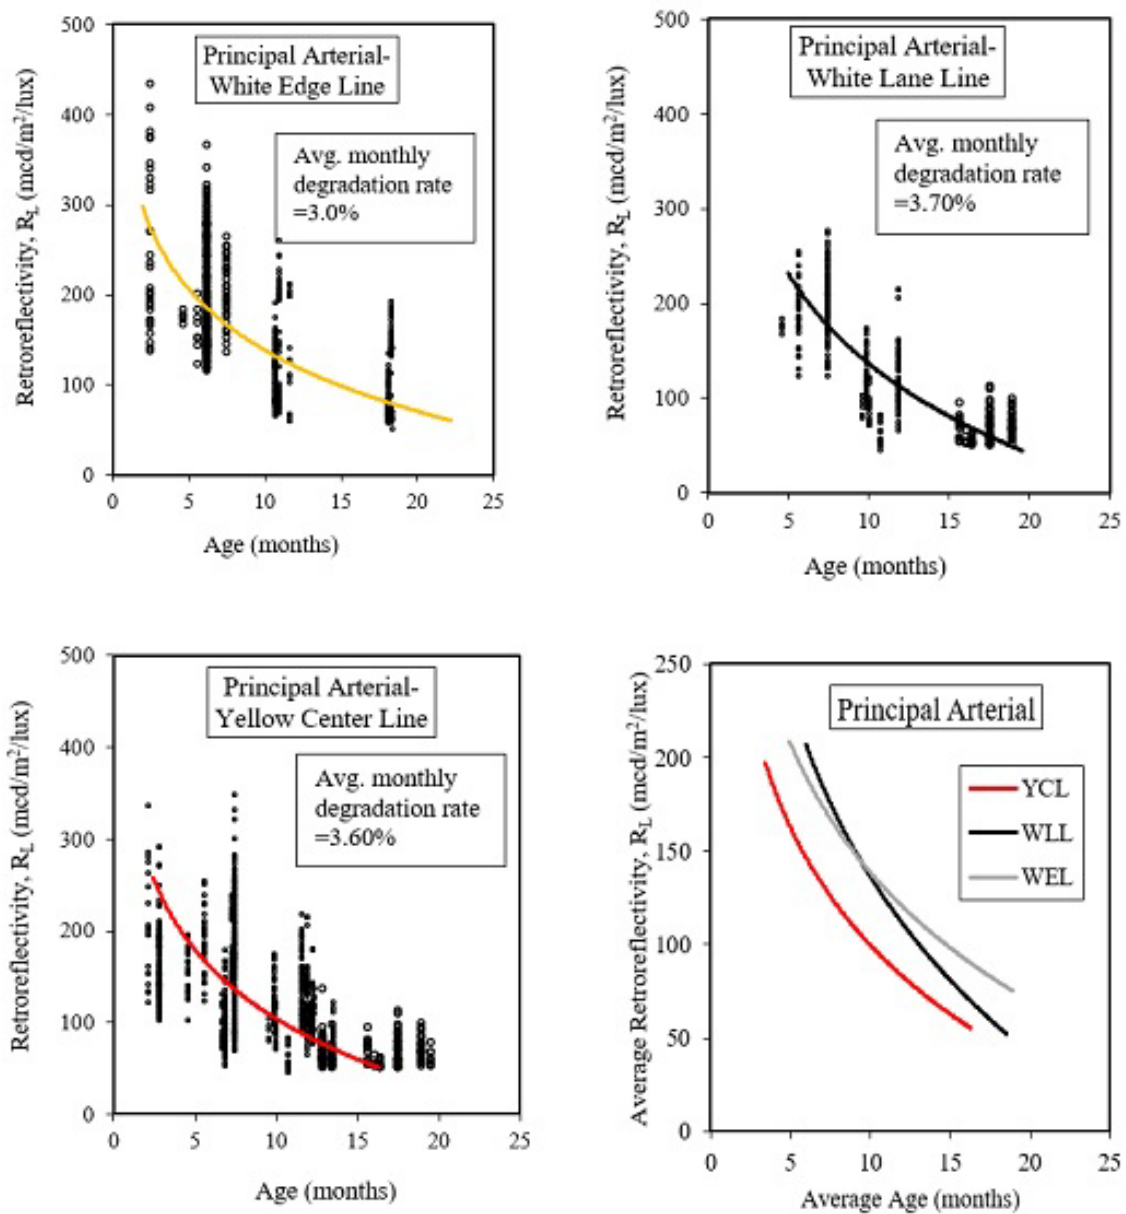 500
400
300
200
100
0
0
5
10
15
20
25
Retroreflectivity, R_L (mcd/m²/lux)
Age (months)
Principal Arterial-
White Edge Line
Avg. monthly
degradation rate
=3.0%
500
400
300
200
100
0
0
5
10
15
20
25
Retroreflectivity, R_L (mcd/m²/lux)
Age (months)
Principal Arterial-
White Lane Line
Avg. monthly
degradation rate
=3.70%
500
400
300
200
100
0
0
5
10
15
20
25
Retroreflectivity, R_L (mcd/m²/lux)
Age (months)
Principal Arterial-
Yellow Center Line
Avg. monthly
degradation rate
=3.60%
250
200
150
100
50
0
0
5
10
15
20
25
Average Retroreflectivity, R_L (mcd/m²/lux)
Average Age (months)
Principal Arterial
YCL
WLL
WEL